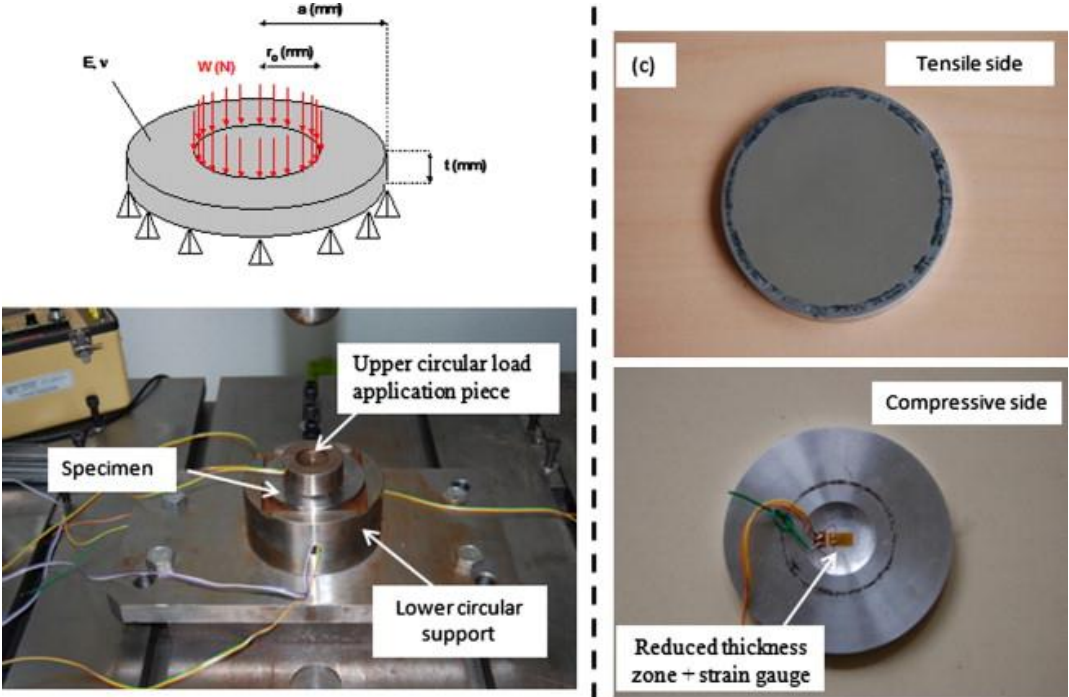 a (mm)
rₒ (mm)
E, v
W (N)
t (mm)
Upper circular load
application piece
Specimen
Lower circular
support
(c)
Tensile side
Compressive side
Reduced thickness
zone + strain gauge